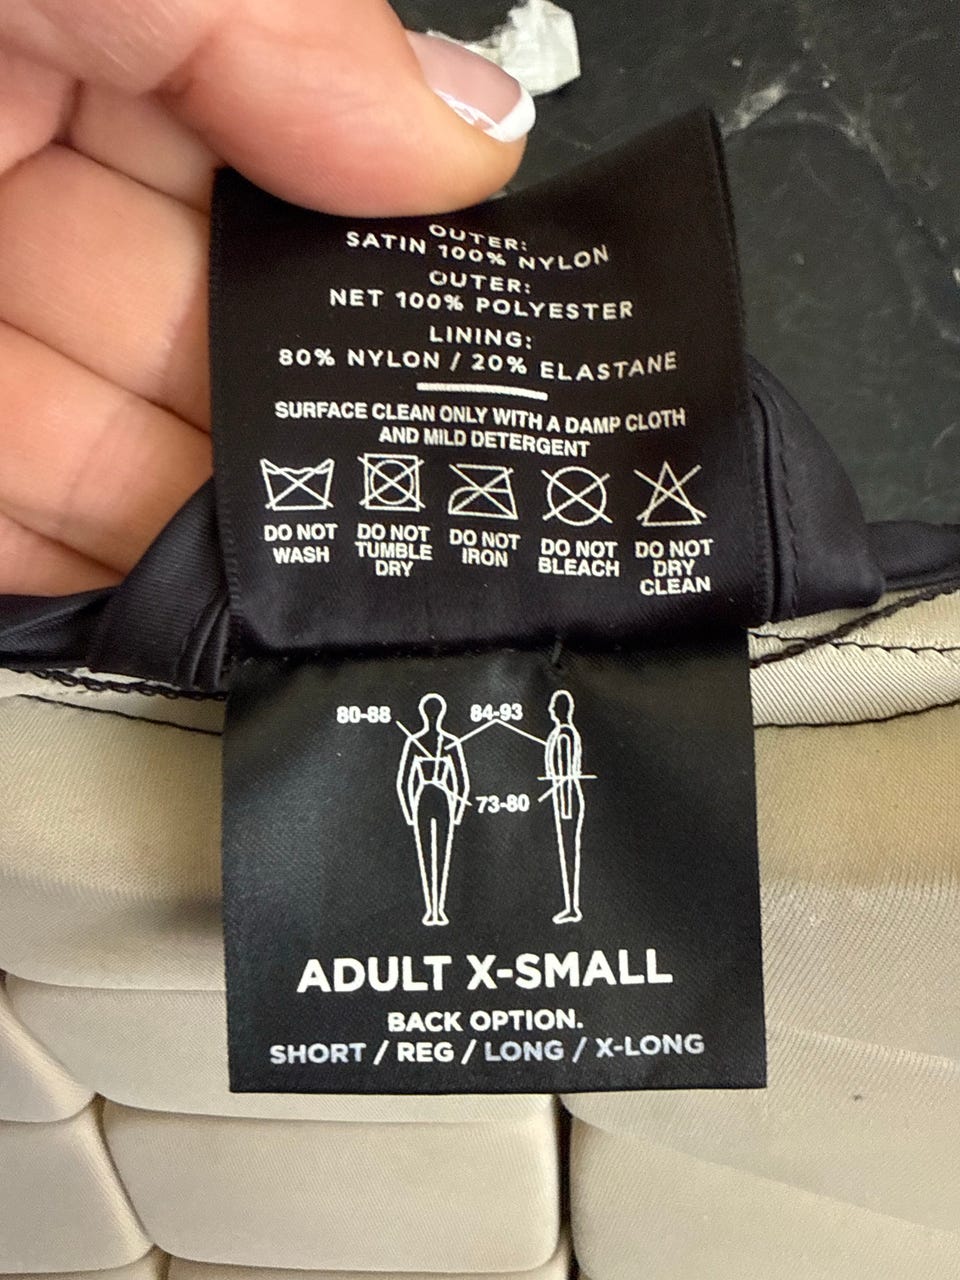 OUTER:
SATIN 100% NYLON
OUTER:
NET 100% POLYESTER
LINING:
80% NYLON / 20% ELASTANE
SURFACE CLEAN ONLY WITH A DAMP CLOTH
AND MILD DETERGENT
DO NOT WASH
DO NOT TUMBLE DRY
DO NOT IRON
DO NOT BLEACH
DO NOT DRY CLEAN
80-88
84-93
73-80
ADULT X-SMALL
BACK OPTION.
SHORT / REG / LONG / X-LONG